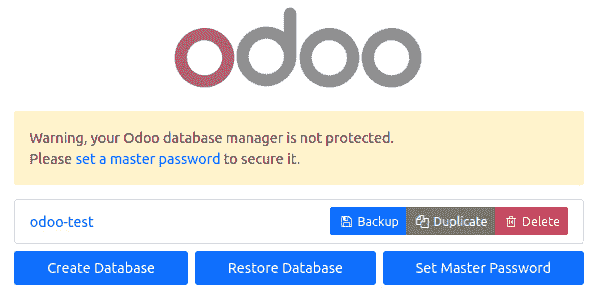 odoo
Warning, your Odoo database manager is not protected.
Please set a master password to secure it.
odoo-test
Backup
Duplicate
Delete
Create Database
Restore Database
Set Master Password